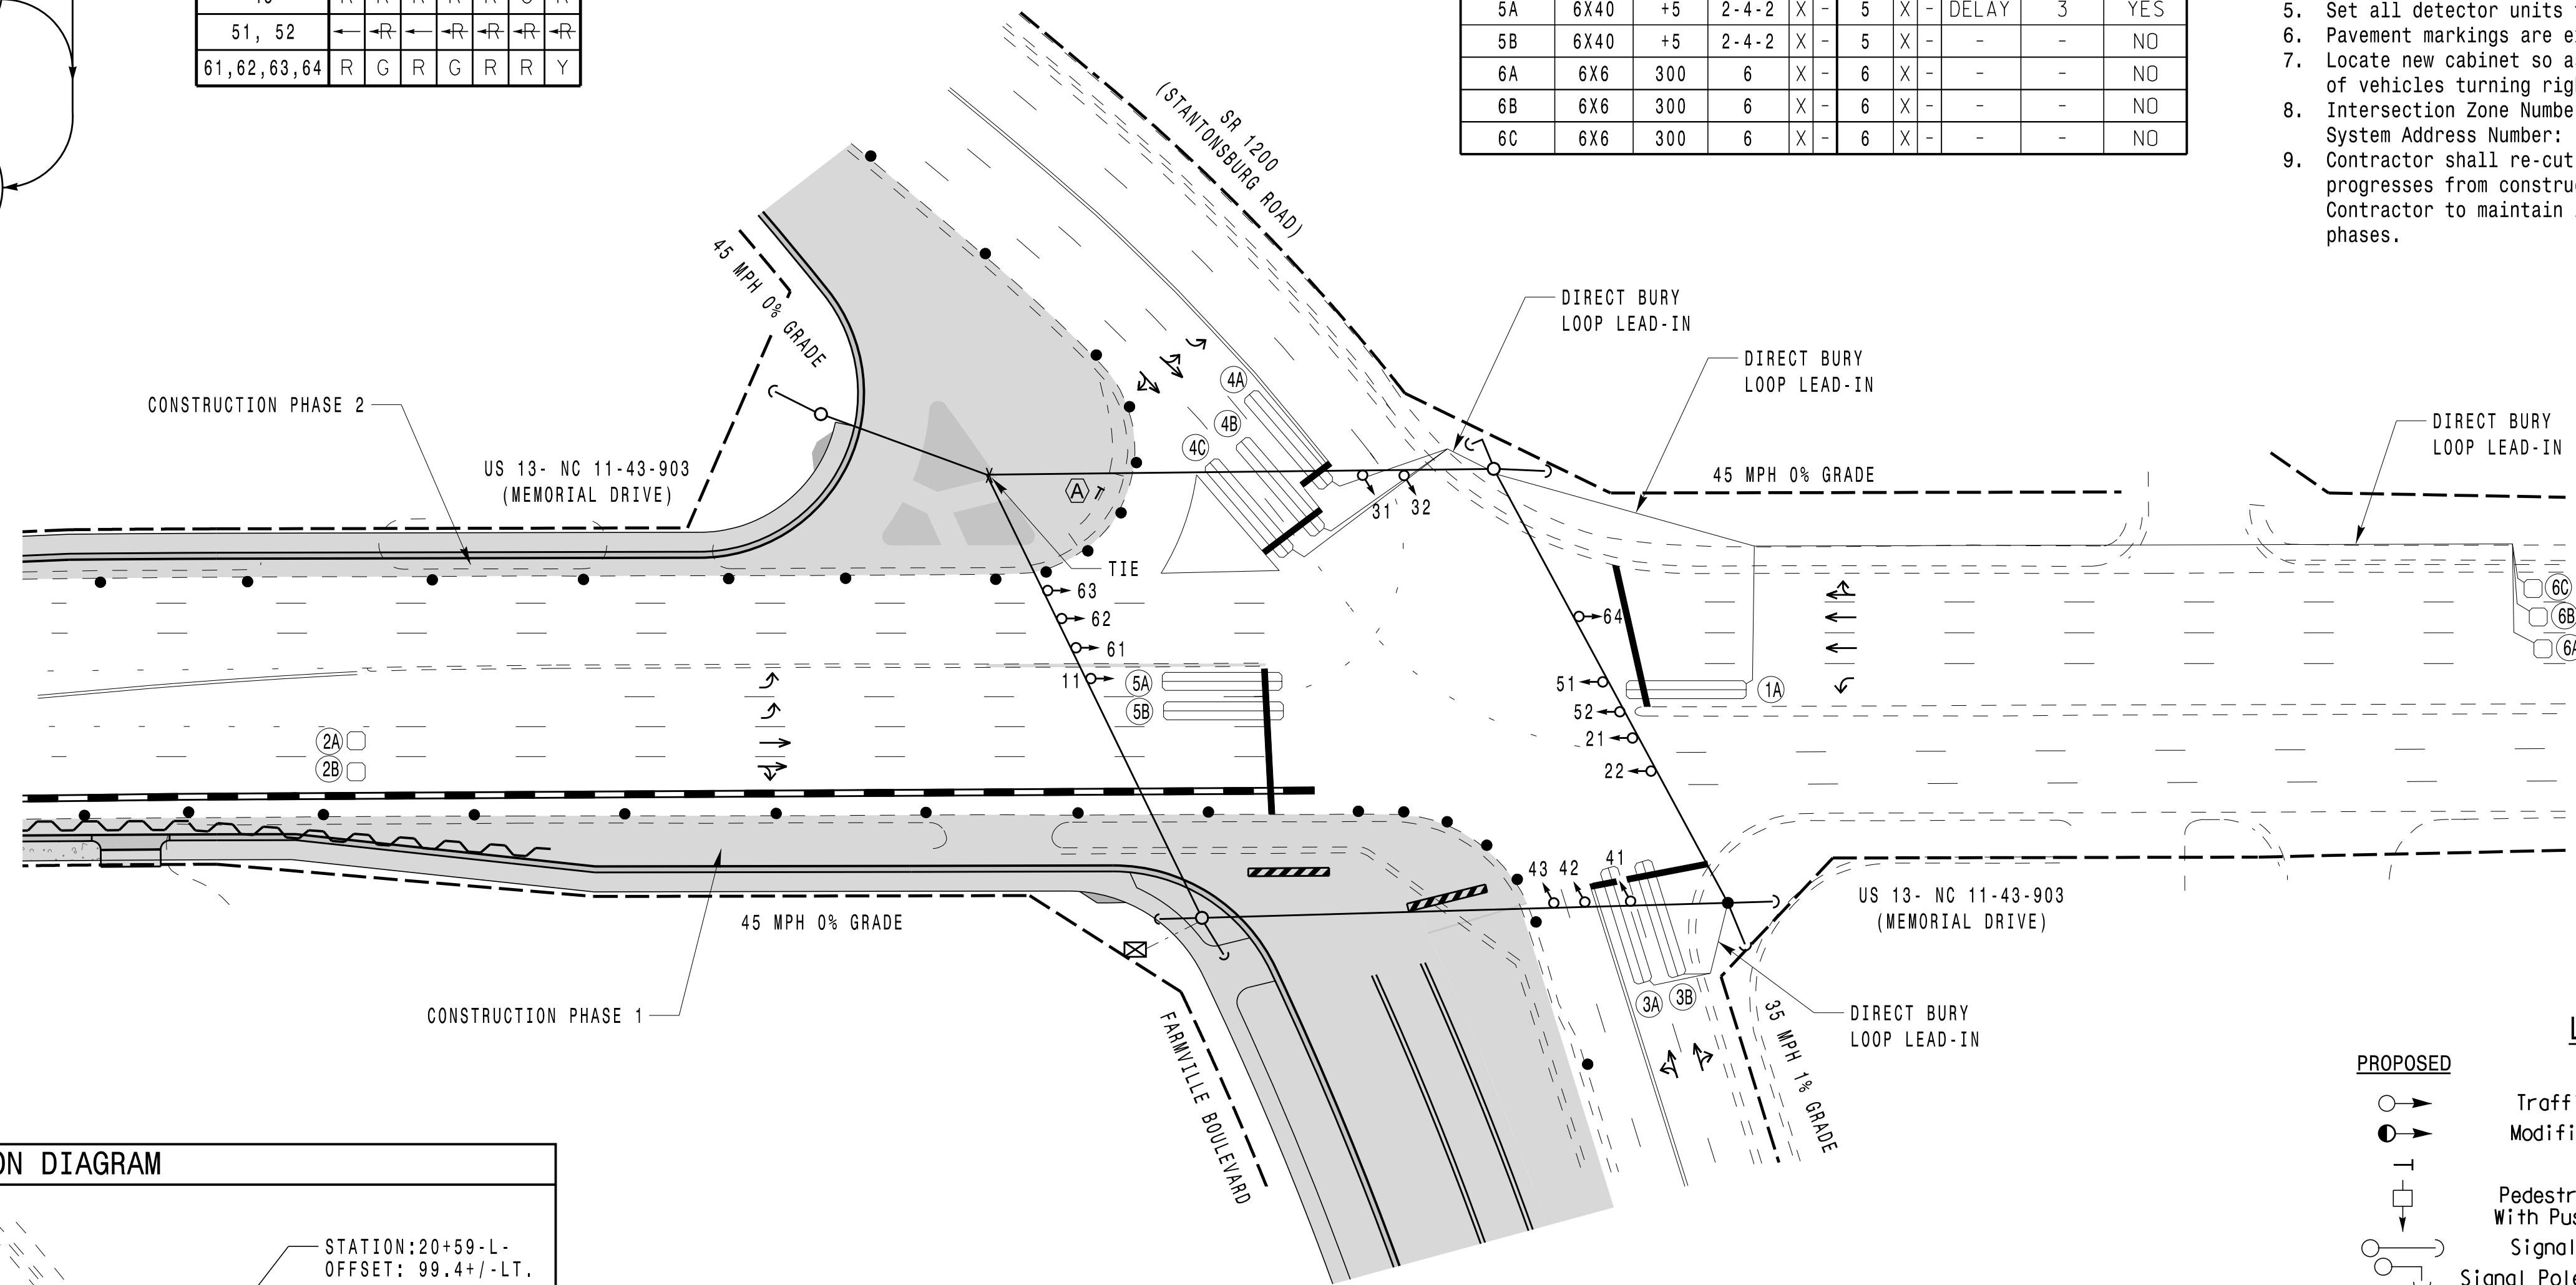 51, 52 ← R ← R R R R
61,62,63,64 R G R G R R Y
5A 6X40 +5 2-4-2 X - 5 X - DELAY 3 YES
5B 6X40 +5 2-4-2 X - 5 X - - - NO
6A 6X6 300 6 X - 6 X - - - NO
6B 6X6 300 6 X - 6 X - - - NO
6C 6X6 300 6 X - 6 X - - - NO
5. Set all detector units
6. Pavement markings are
7. Locate new cabinet so
of vehicles turning
8. Intersection Zone
System Address Number:
9. Contractor shall re-cut
progresses from
Contractor to maintain
phases.
SR 1200
(STANTONSBURG ROAD)
45 MPH 0% GRADE
DIRECT BURY
LOOP LEAD-IN
DIRECT BURY
LOOP LEAD-IN
DIRECT BURY
LOOP LEAD-IN
CONSTRUCTION PHASE 2
4A
4B
4C
US 13- NC 11-43-903
(MEMORIAL DRIVE)
45 MPH 0% GRADE
A
31
32
TIE
63
62
61
11
64
6C
6B
6A
5A
5B
51
52
21
22
1A
2A
2B
43
42
41
US 13- NC 11-43-903
(MEMORIAL DRIVE)
45 MPH 0% GRADE
3A
3B
CONSTRUCTION PHASE 1
DIRECT BURY
LOOP LEAD-IN
FARMVILLE BOULEVARD
35 MPH 1% GRADE
PROPOSED
DIAGRAM
STATION:20+59-L-
OFFSET: 99.4+/-LT.
With
Signal
Signal Pole